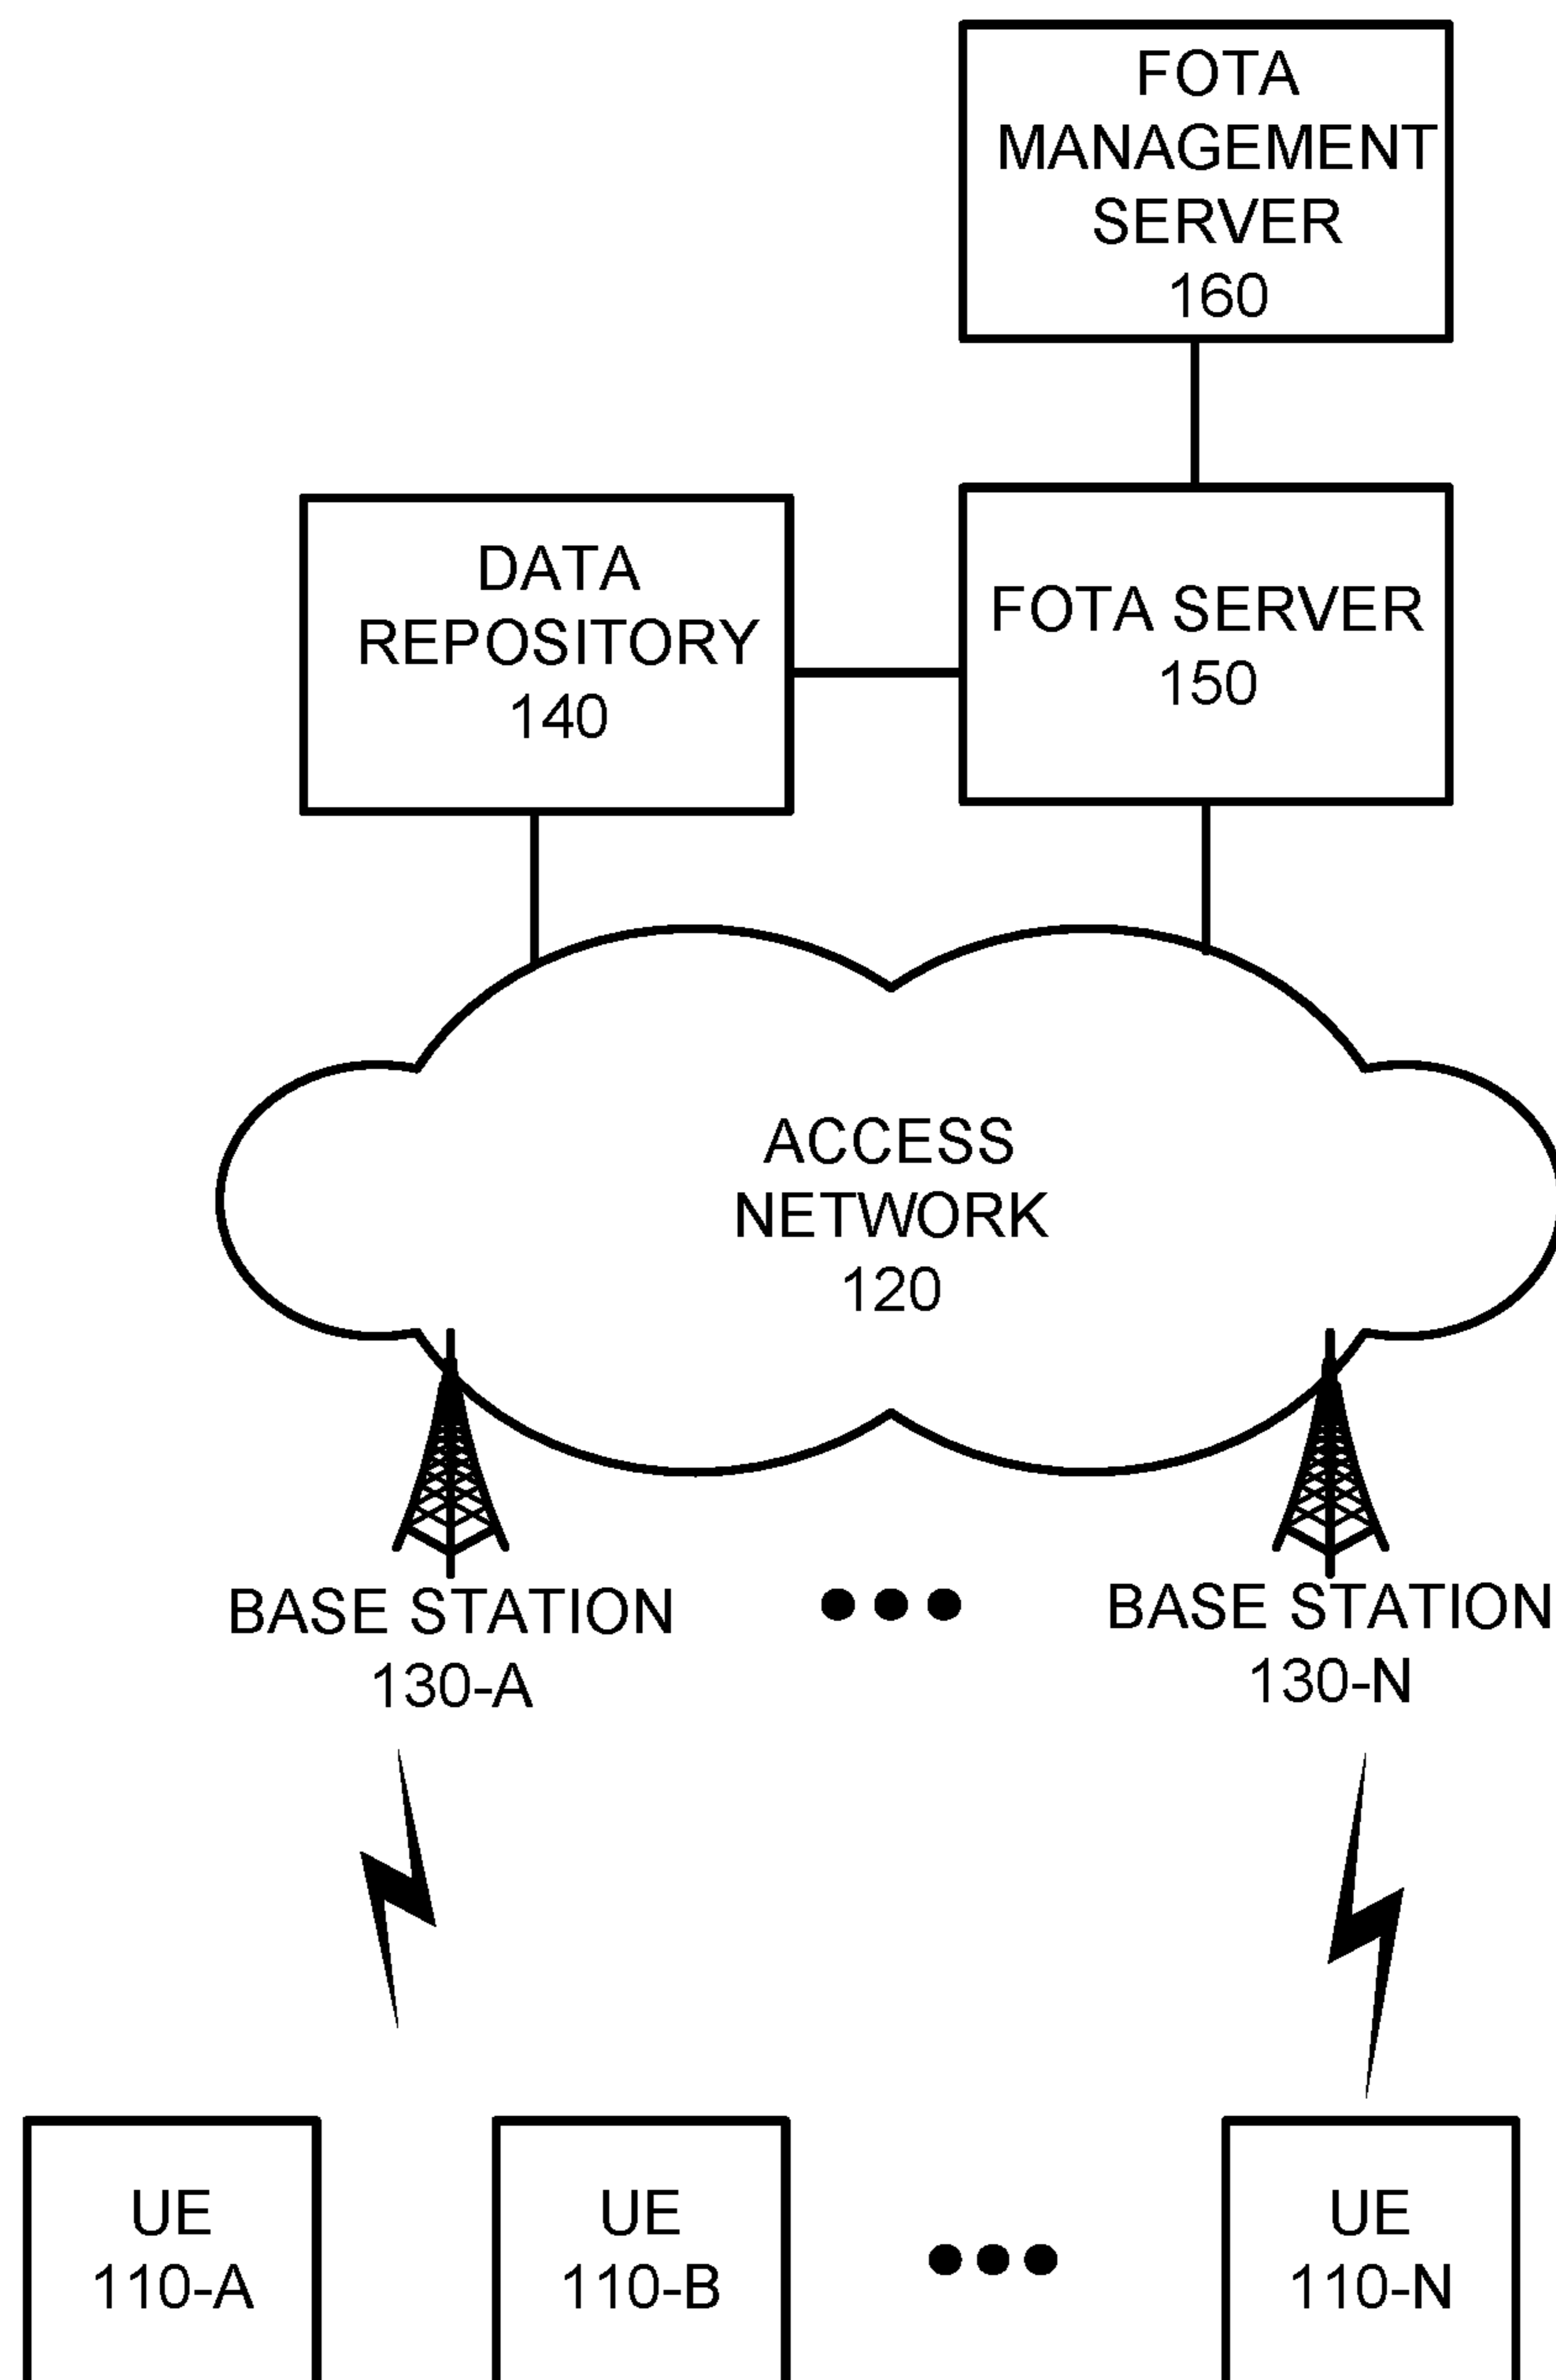 FOTA
MANAGEMENT
SERVER
160
DATA
REPOSITORY
140
FOTA SERVER
150
ACCESS
NETWORK
120
BASE STATION
130-A
BASE STATION
130-N
UE
110-A
UE
110-B
UE
110-N